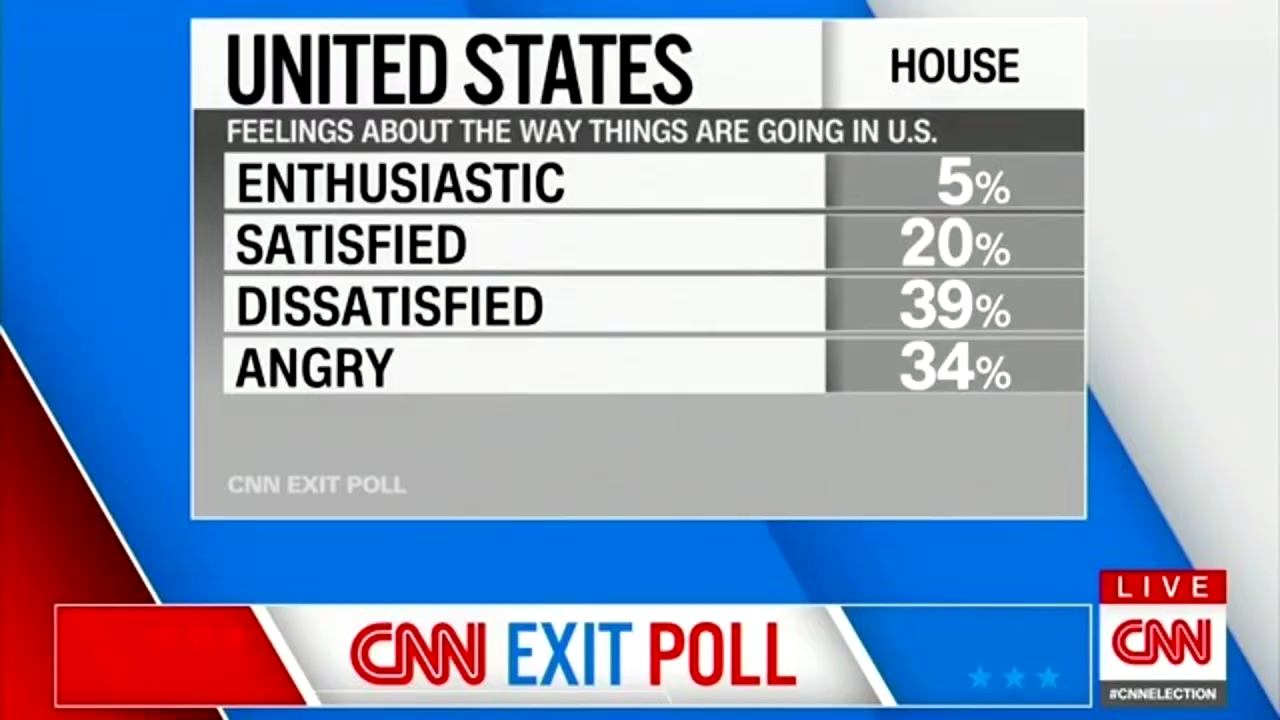 UNITED STATES HOUSE
FEELINGS ABOUT THE WAY THINGS ARE GOING IN U.S.
ENTHUSIASTIC 5%
SATISFIED 20%
DISSATISFIED 39%
ANGRY 34%
CNN EXIT POLL
CNN EXIT POLL
LIVE
CNN
#CNNELECTION